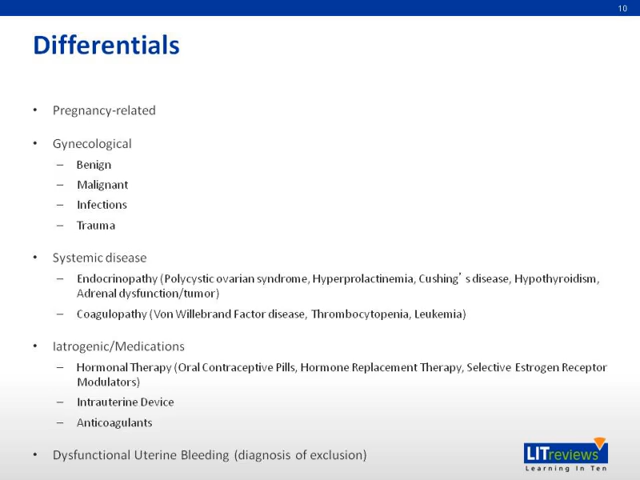 10
Differentials
• Pregnancy-related
• Gynecological
– Benign
– Malignant
– Infections
– Trauma
• Systemic disease
– Endocrinopathy (Polycystic ovarian syndrome, Hyperprolactinemia, Cushing's disease, Hypothyroidism,
Adrenal dysfunction/tumor)
– Coagulopathy (Von Willebrand Factor disease, Thrombocytopenia, Leukemia)
• Iatrogenic/Medications
– Hormonal Therapy (Oral Contraceptive Pills, Hormone Replacement Therapy, Selective Estrogen Receptor
Modulators)
– Intrauterine Device
– Anticoagulants
• Dysfunctional Uterine Bleeding (diagnosis of exclusion)
LITreviews
Learning In Ten